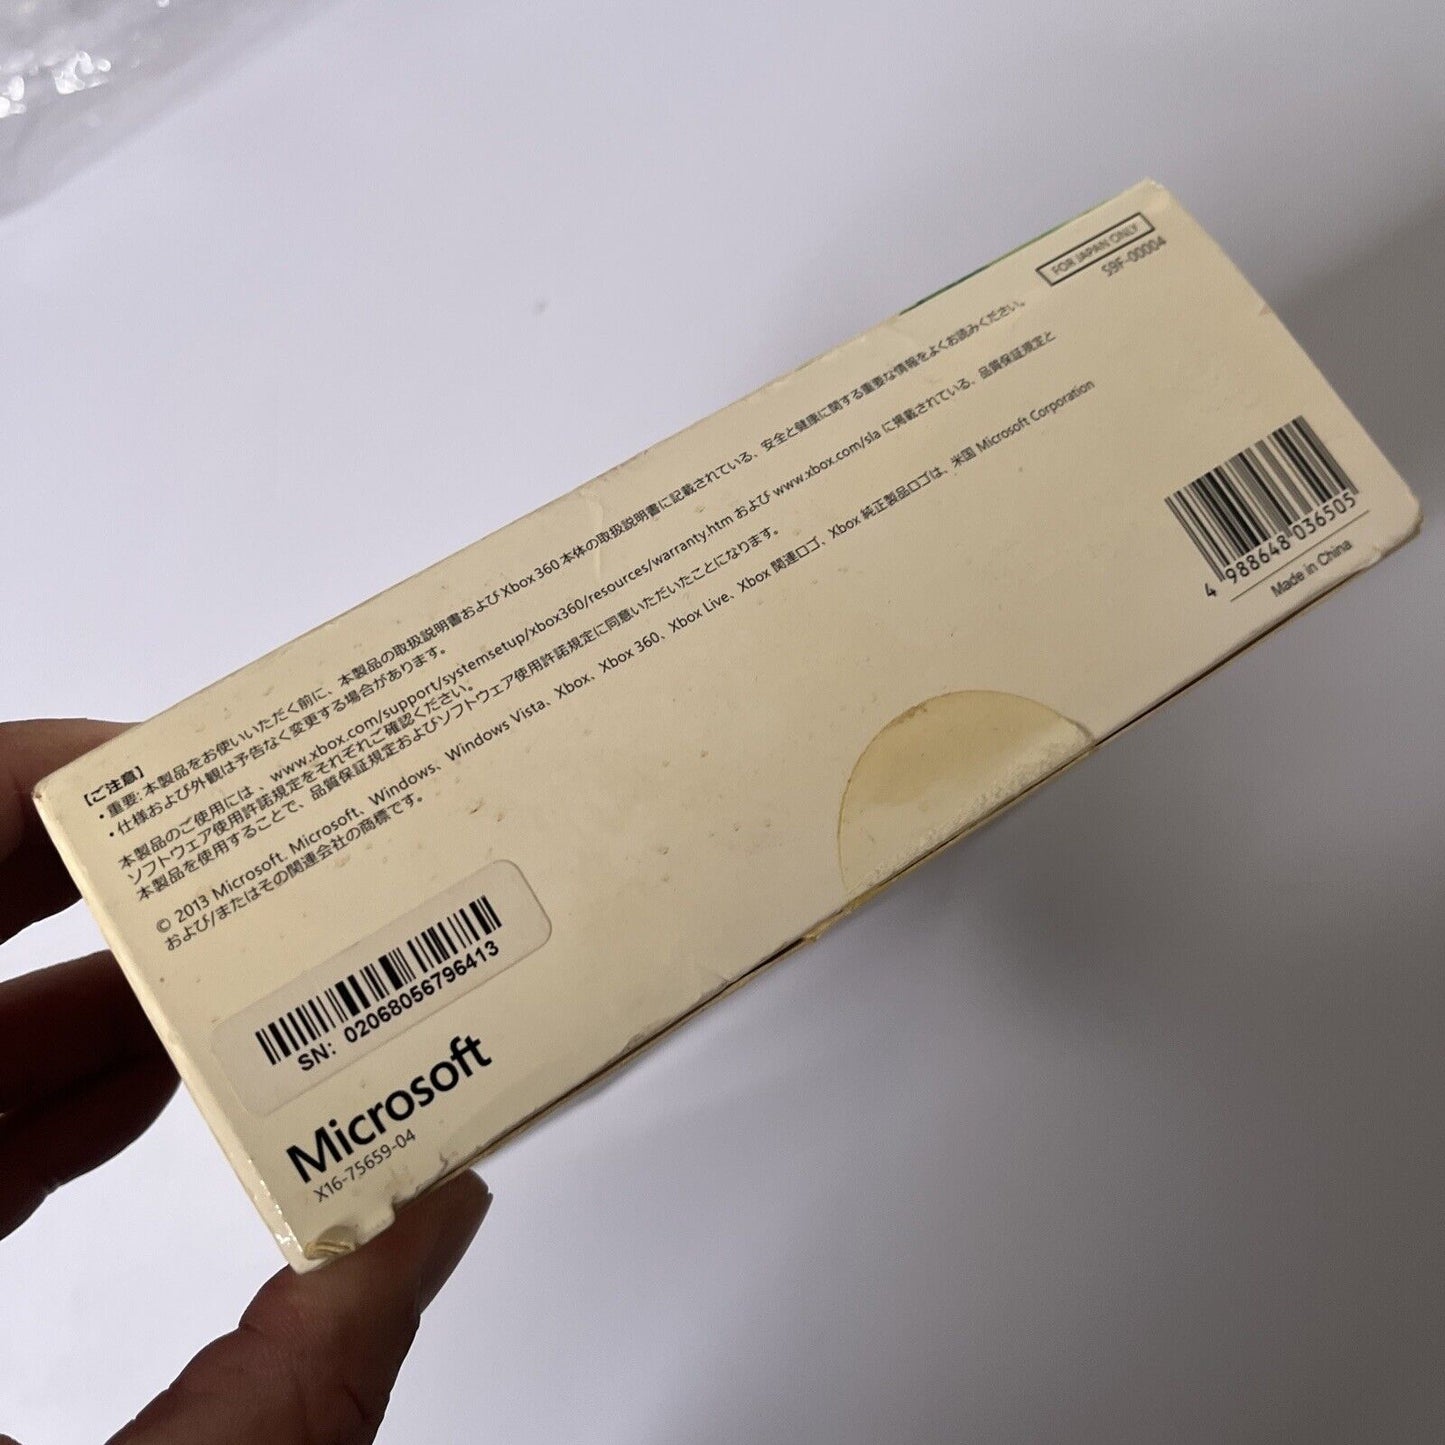 FOR JAPAN ONLY
S9F-00004
【ご注意】
・重要: 本製品をお使いいただく前に、本製品の取扱説明書および Xbox 360 本体の取扱説明書に記載されている、安全と健康に関する重要な情報をよくお読みください。
・仕様および外観は予告なく変更する場合があります。
本製品のご使用には、www.xbox.com/support/systemsetup/xbox360/resources/warranty.htm および www.xbox.com/sla に掲載されている、品質保証規定と
ソフトウェア使用許諾規定をそれぞれご確認ください。
本製品を使用することで、品質保証規定およびソフトウェア使用許諾規定に同意いただいたことになります。
© 2013 Microsoft. Microsoft、Windows、Windows Vista、Xbox、Xbox 360、Xbox Live、Xbox 関連ロゴ、Xbox 純正製品ロゴは、米国 Microsoft Corporation
および/またはその関連会社の商標です。
4 988648 036505
Made in China
SN: 02068056796413
Microsoft
X16-75659-04